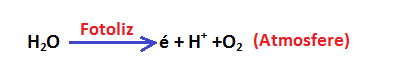 H₂O Fotoliz → é + H⁺ +O₂ (Atmosfere)